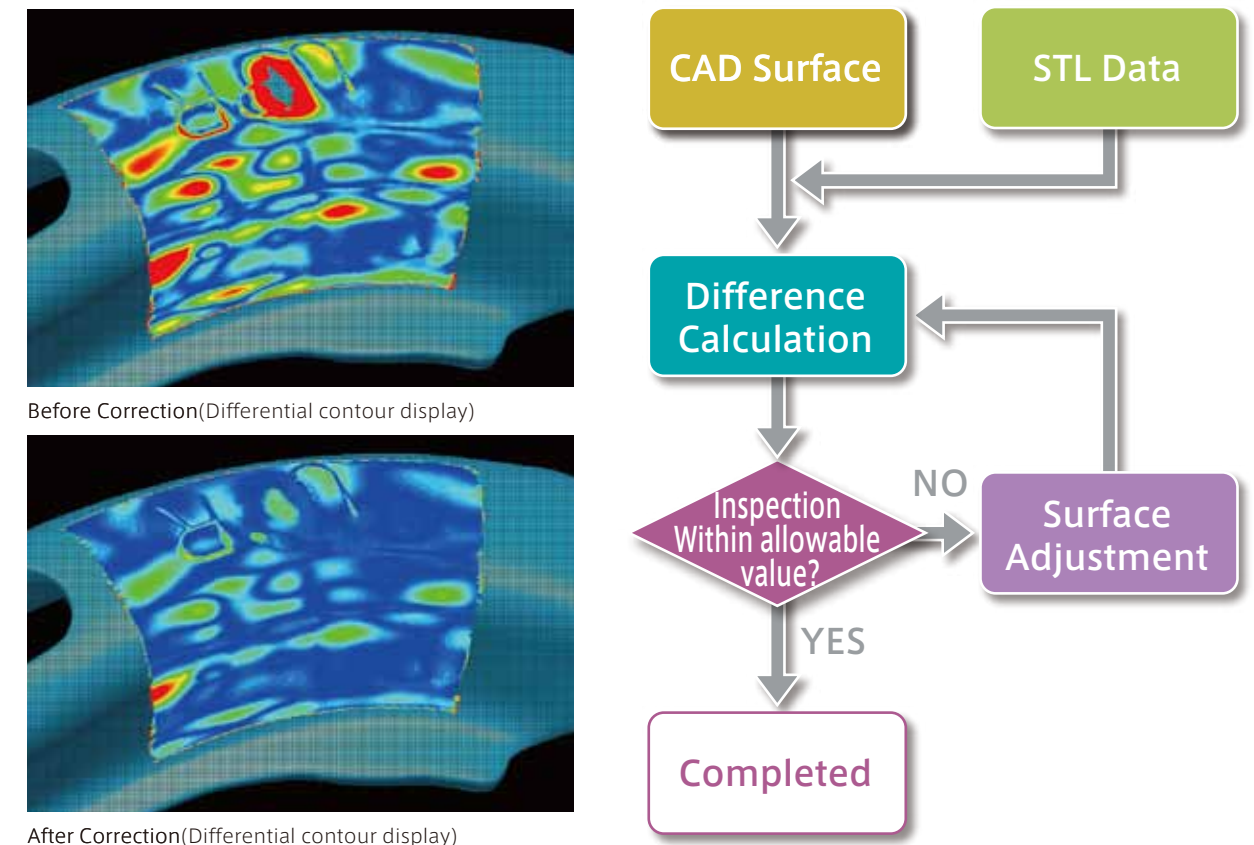 Before Correction(Differential contour display)
After Correction(Differential contour display)
CAD Surface
STL Data
Difference
Calculation
Inspection
Within allowable
value?
NO
Surface
Adjustment
YES
Completed